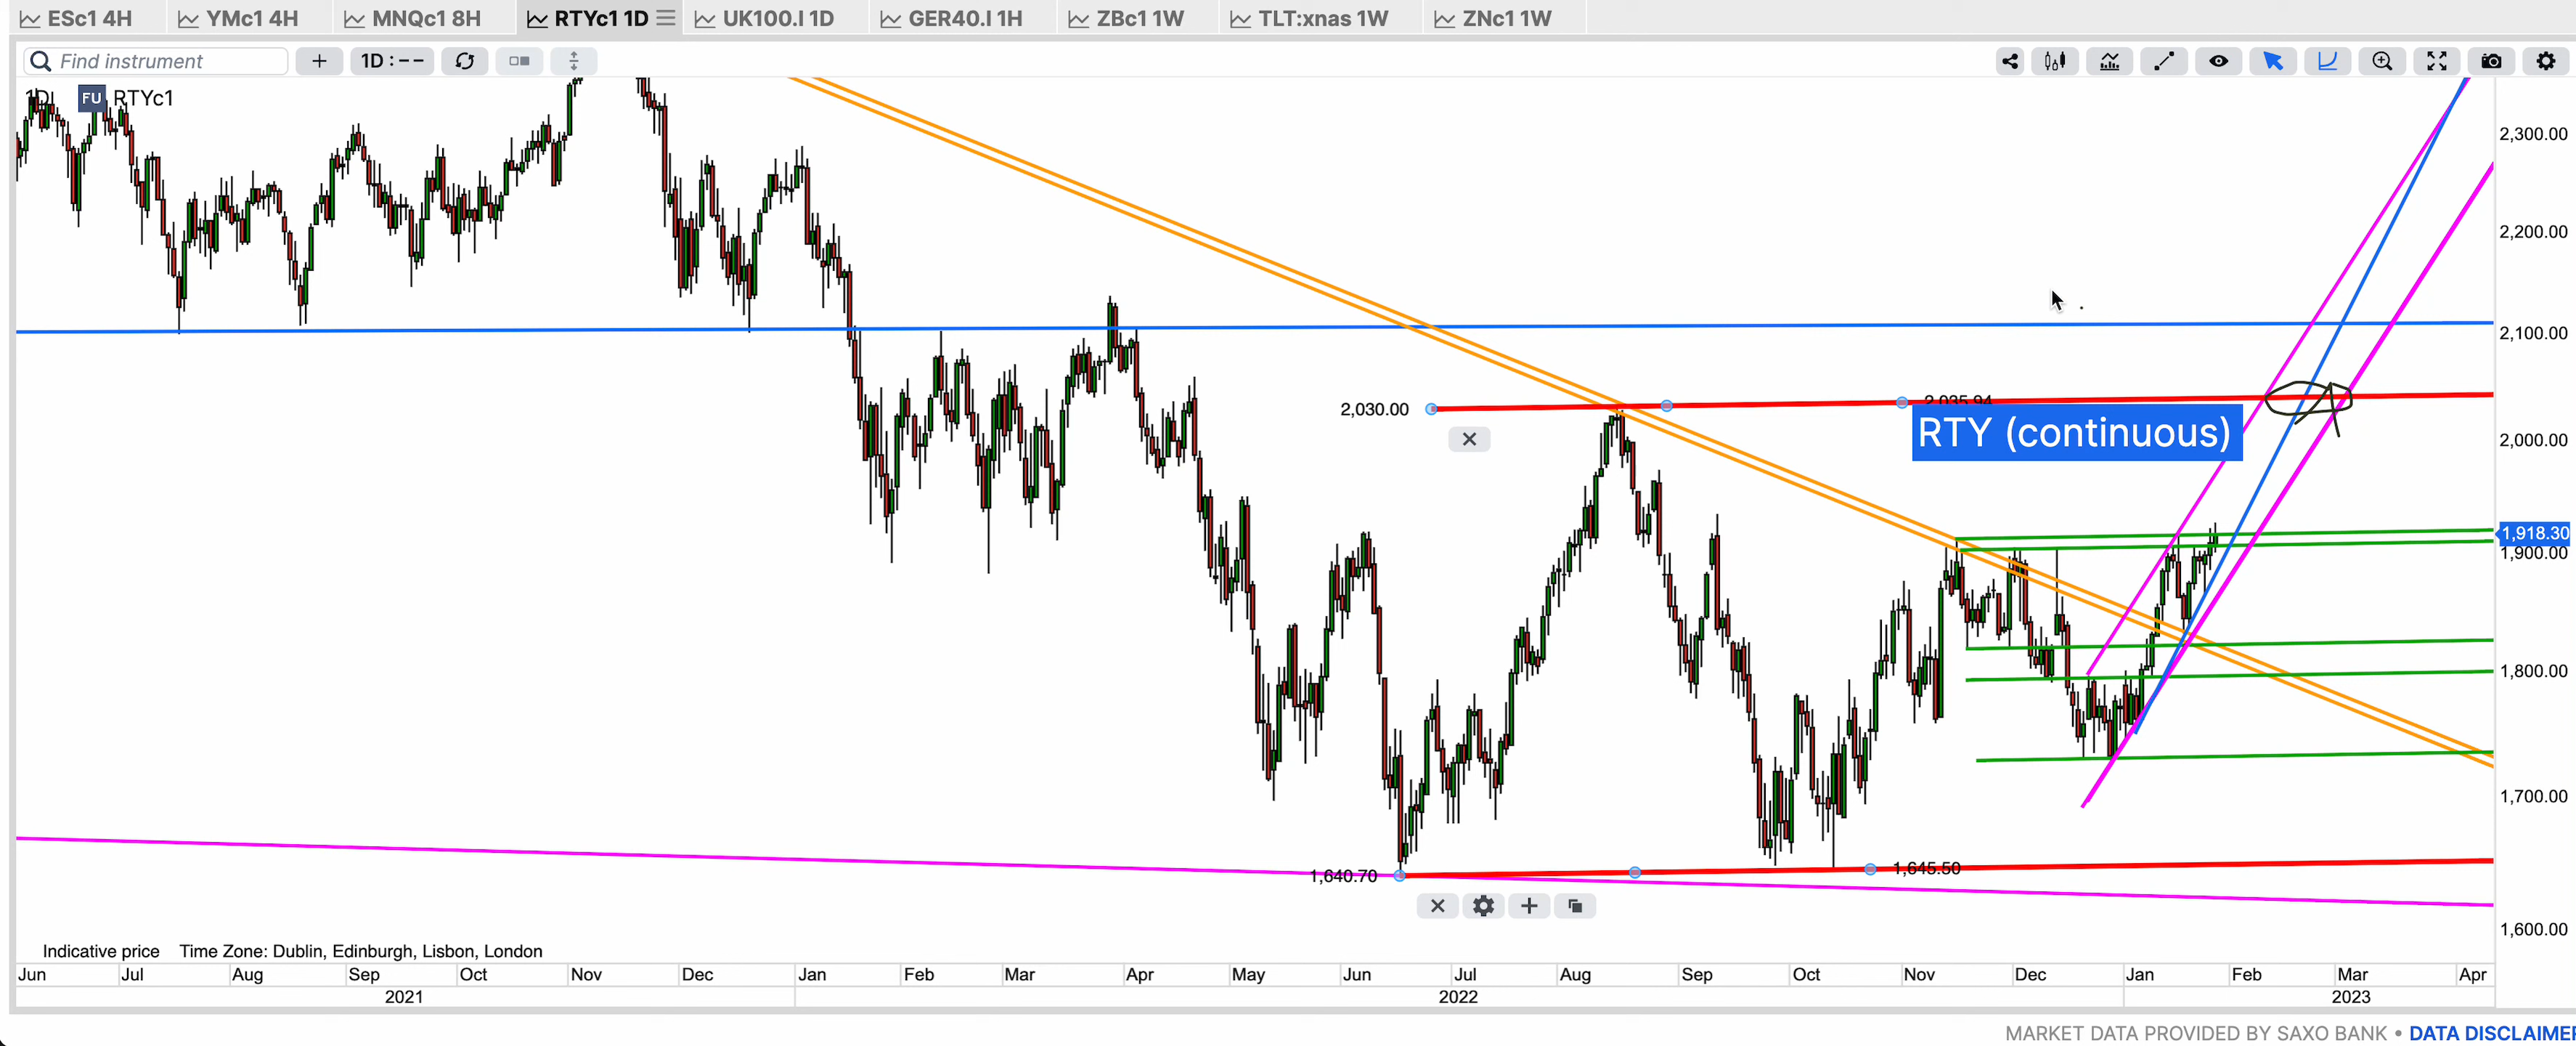 ESc1 4H YMc1 4H MNQc1 8H RTYc1 1D UK100.I 1D GER40.I 1H ZBc1 1W TLT:xnas 1W ZNc1 1W
Find instrument 1D : – –
1D FU RTYc1
2,300.00
2,200.00
2,100.00
2,030.00 2,035.94
RTY (continuous)
2,000.00
1,918.30
1,900.00
1,800.00
1,700.00
1,640.70 1,645.50
1,600.00
Indicative price Time Zone: Dublin, Edinburgh, Lisbon, London
Jun Jul Aug Sep Oct Nov Dec Jan Feb Mar Apr May Jun Jul Aug Sep Oct Nov Dec Jan Feb Mar Apr
2021 2022 2023
MARKET DATA PROVIDED BY SAXO BANK • DATA DISCLAIMER